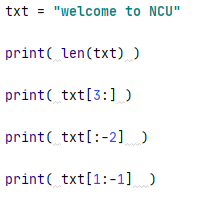 txt = "welcome to NCU"
print( len(txt) )
print( txt[3:] )
print( txt[:-2]  )
print( txt[1:-1]  )